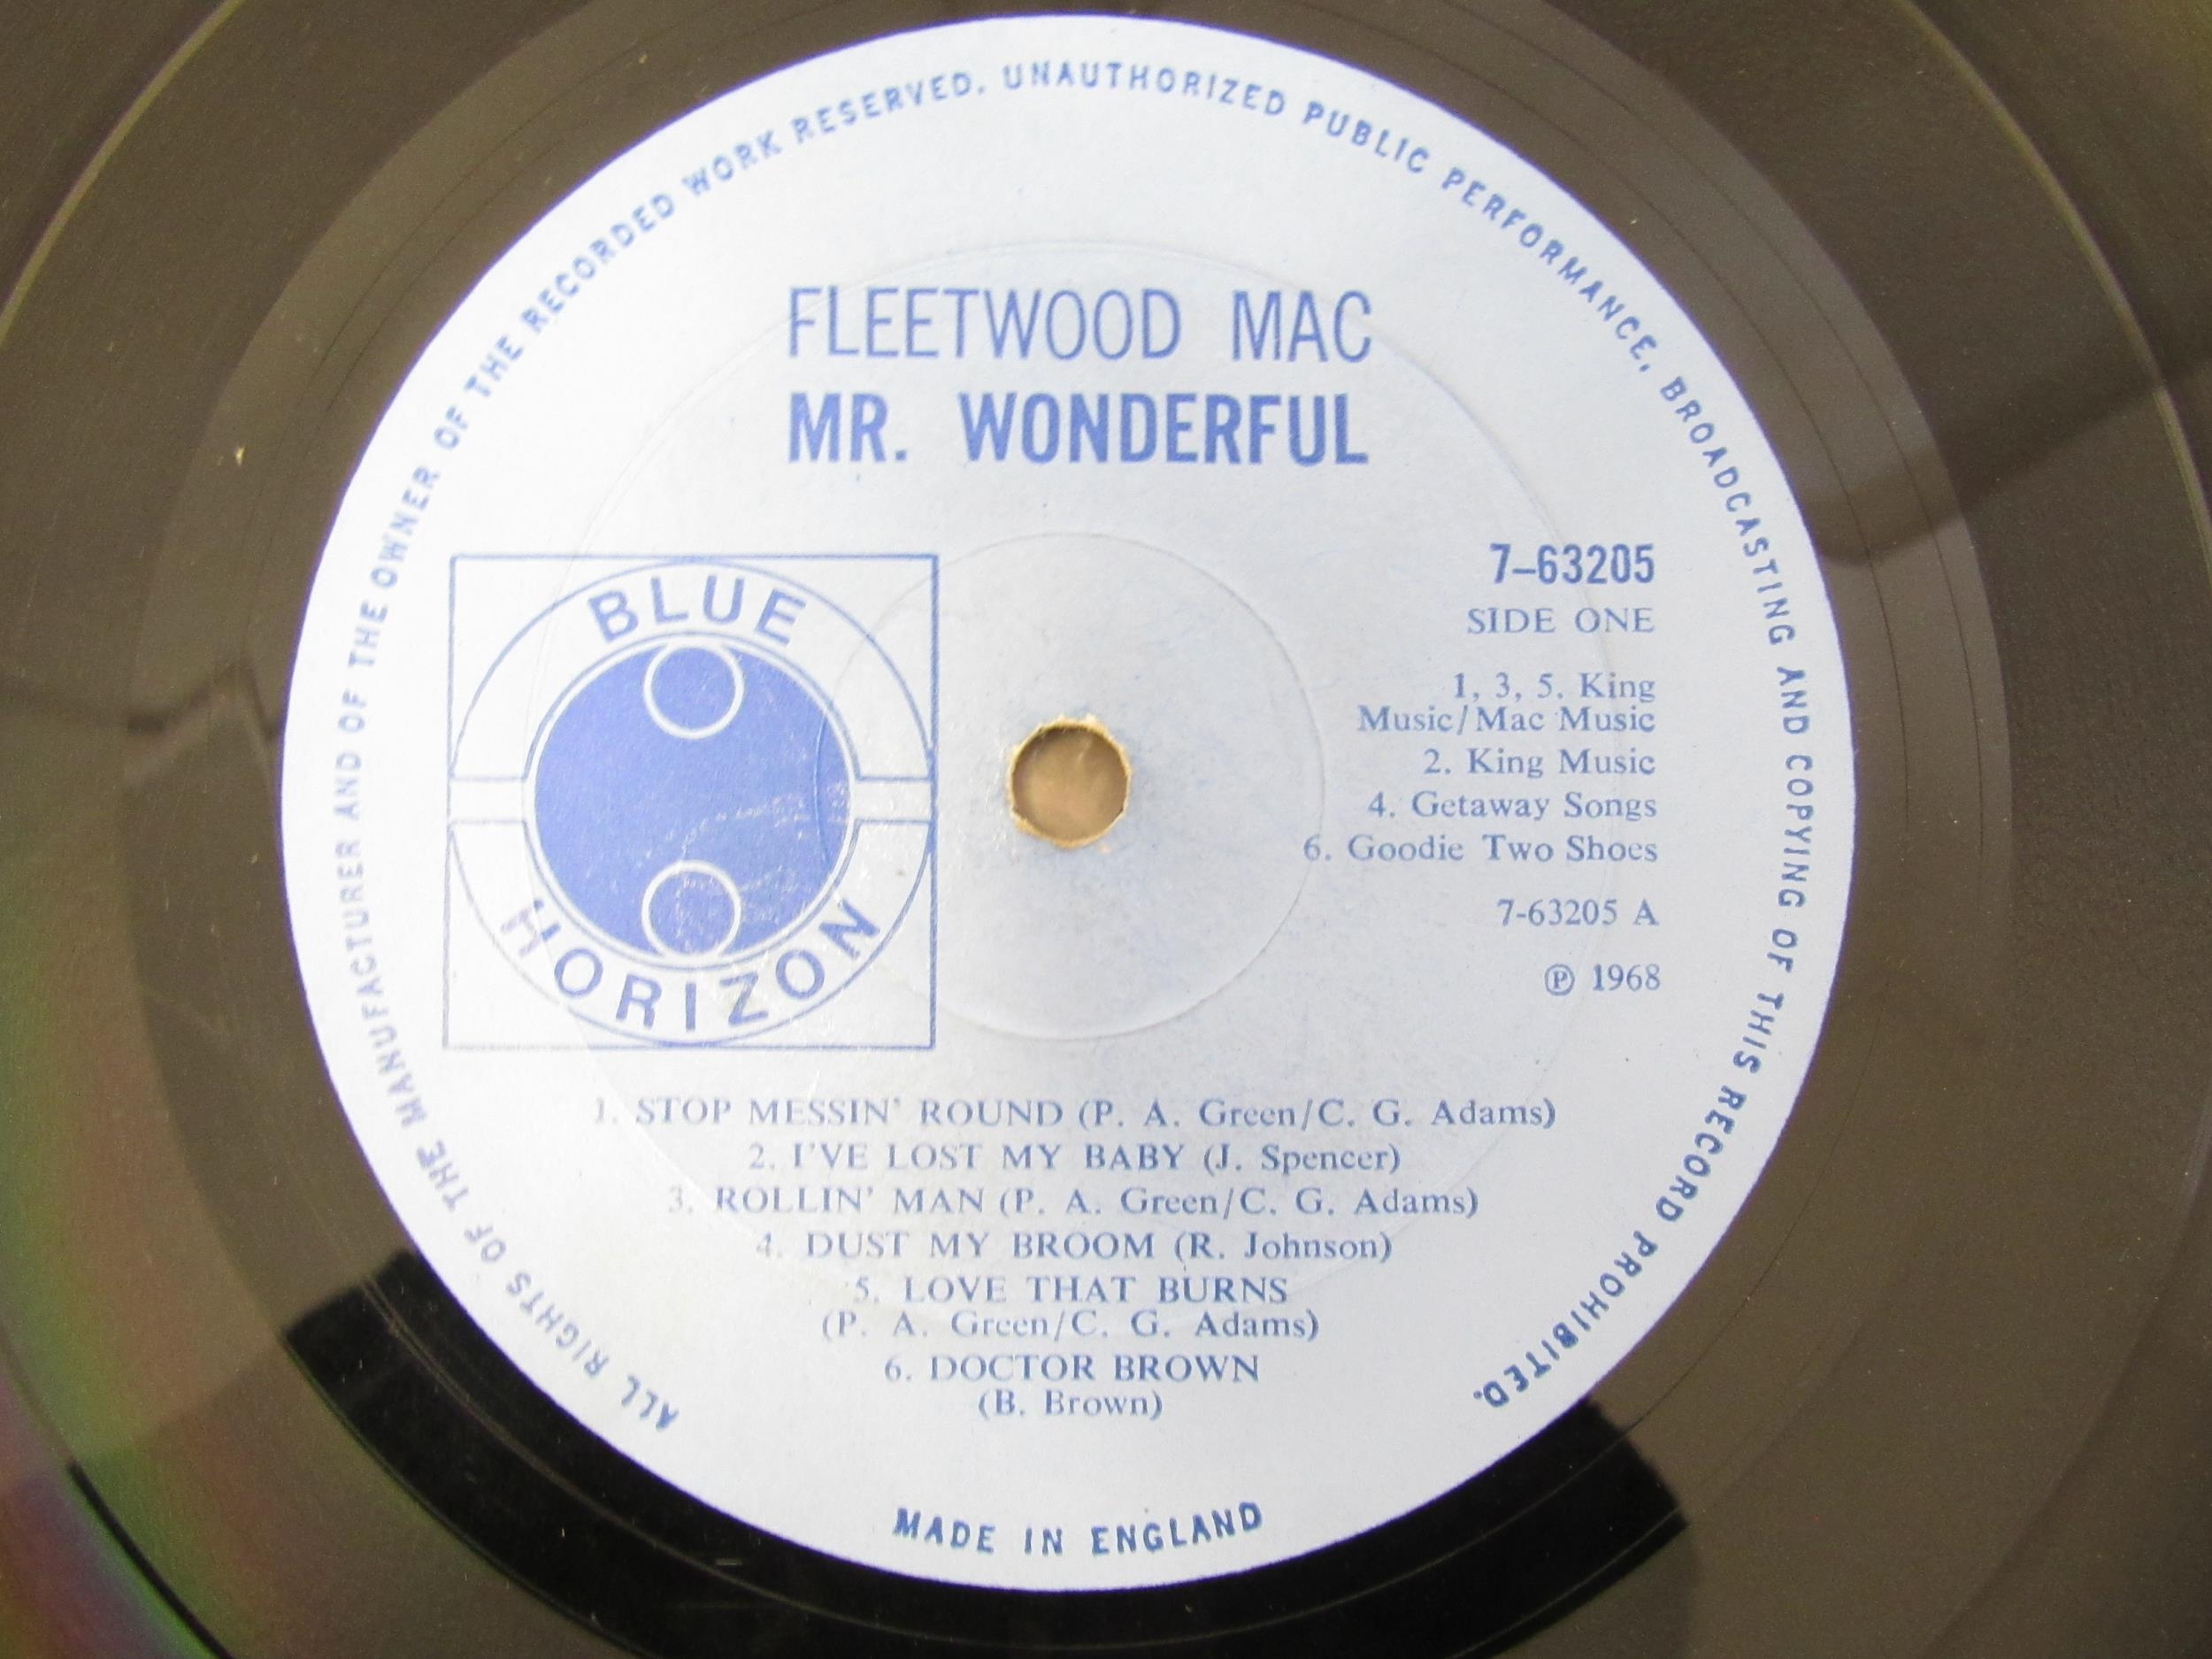 ALL RIGHTS OF THE MANUFACTURER AND OF THE OWNER OF THE RECORDED WORK RESERVED. UNAUTHORIZED PUBLIC PERFORMANCE, BROADCASTING AND COPYING OF THIS RECORD PROHIBITED.
FLEETWOOD MAC
MR. WONDERFUL
BLUE
HORIZON
7–63205
SIDE ONE
1, 3, 5. King
Music/Mac Music
2. King Music
4. Getaway Songs
6. Goodie Two Shoes
7-63205 A
℗ 1968
1. STOP MESSIN' ROUND (P. A. Green/C. G. Adams)
2. I'VE LOST MY BABY (J. Spencer)
3. ROLLIN' MAN (P. A. Green/C. G. Adams)
4. DUST MY BROOM (R. Johnson)
5. LOVE THAT BURNS
(P. A. Green/C. G. Adams)
6. DOCTOR BROWN
(B. Brown)
MADE IN ENGLAND